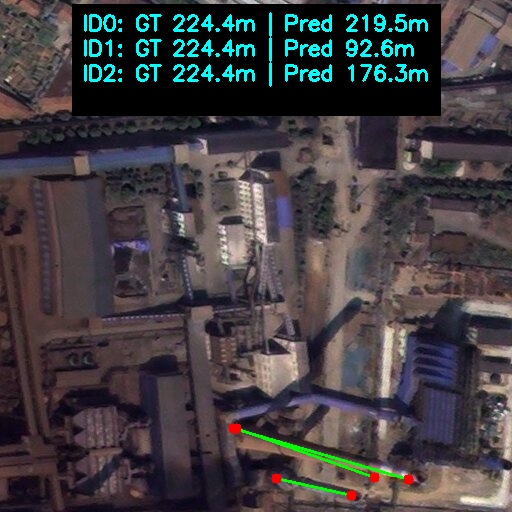 ID0: GT 224.4m | Pred 219.5m
ID1: GT 224.4m | Pred 92.6m
ID2: GT 224.4m | Pred 176.3m